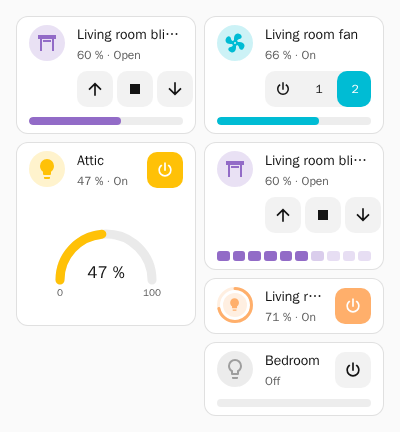 Living room bli···
60 % · Open
Living room fan
66 % · On
1 2
Attic
47 % · On
47 %
0 100
Living room bli···
60 % · Open
Living r···
71 % · On
Bedroom
Off